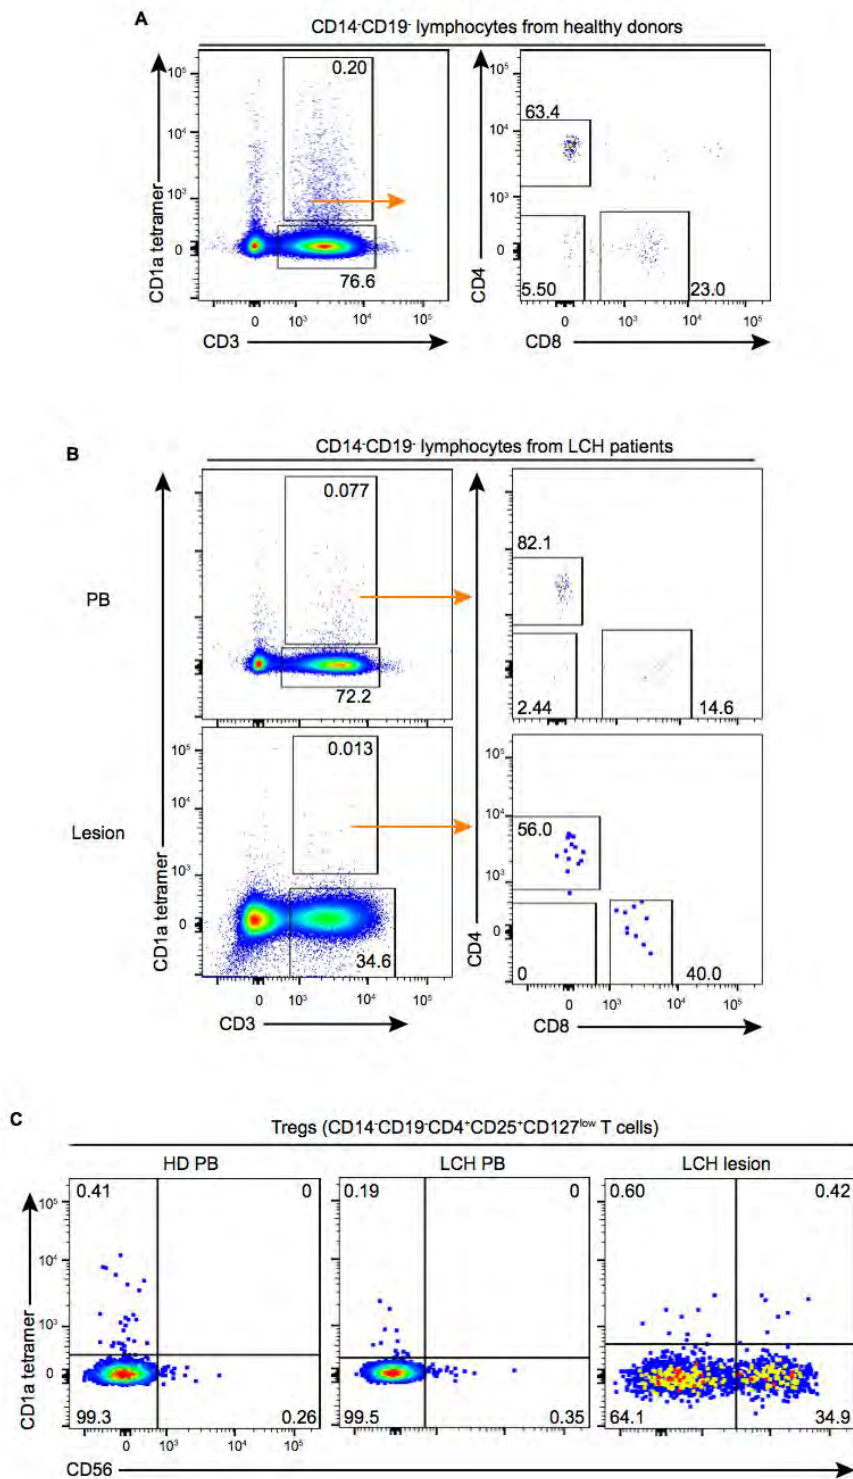 A
CD14-CD19- lymphocytes from healthy donors
0.20
76.6
10⁵
10⁴
10³
0
CD1a tetramer
0 10³ 10⁴ 10⁵
CD3
63.4
5.50
23.0
10⁵
10⁴
10³
0
CD4
0 10³ 10⁴ 10⁵
CD8
B
CD14-CD19- lymphocytes from LCH patients
PB
0.077
72.2
82.1
2.44
14.6
Lesion
0.013
34.6
10⁵
10⁴
10³
0
CD1a tetramer
0 10³ 10⁴ 10⁵
CD3
56.0
0
40.0
10⁵
10⁴
10³
0
CD4
0 10³ 10⁴ 10⁵
CD8
C
Tregs (CD14-CD19-CD4⁺CD25⁺CD127ˡᵒʷ T cells)
HD PB
LCH PB
LCH lesion
0.41 0
99.3 0.26
0.19 0
99.5 0.35
0.60 0.42
64.1 34.9
10⁵
10⁴
10³
0
CD1a tetramer
0 10³ 10⁴ 10⁵
CD56